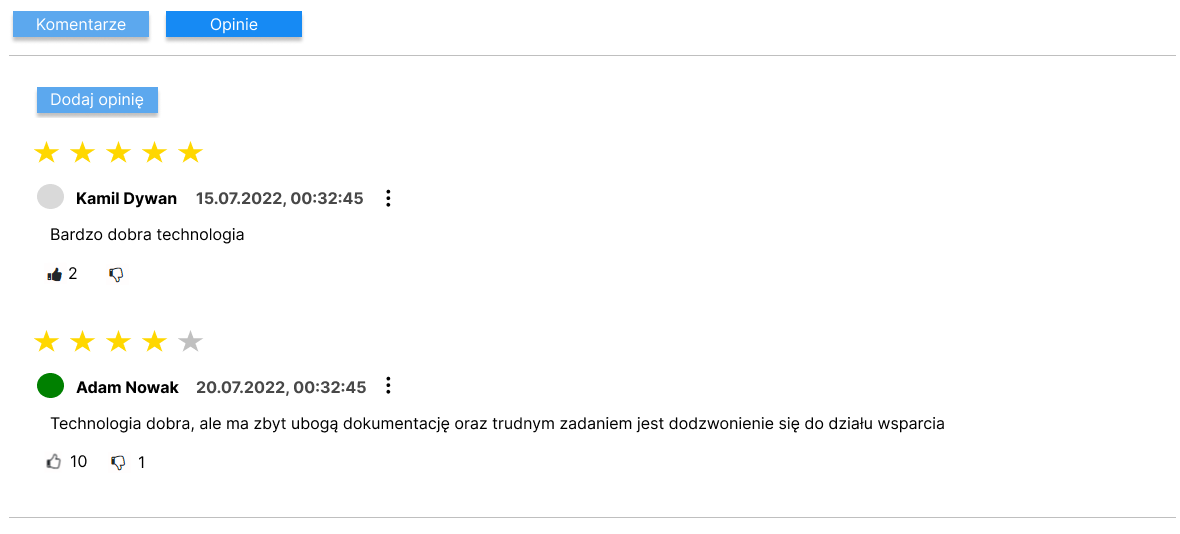 Komentarze Opinie
Dodaj opinię
Kamil Dywan 15.07.2022, 00:32:45
Bardzo dobra technologia
2
Adam Nowak 20.07.2022, 00:32:45
Technologia dobra, ale ma zbyt ubogą dokumentację oraz trudnym zadaniem jest dodzwonienie się do działu wsparcia
10 1